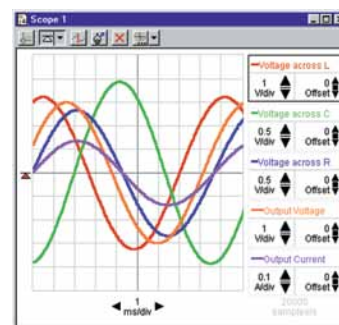 Scope 1
Voltage across L
1 0
V/div Offset
Voltage across C
0.5 0
V/div Offset
Voltage across R
0.5 0
V/div Offset
Output Voltage
1 0
V/div Offset
Output Current
0.1 0
A/div Offset
1
ms/div